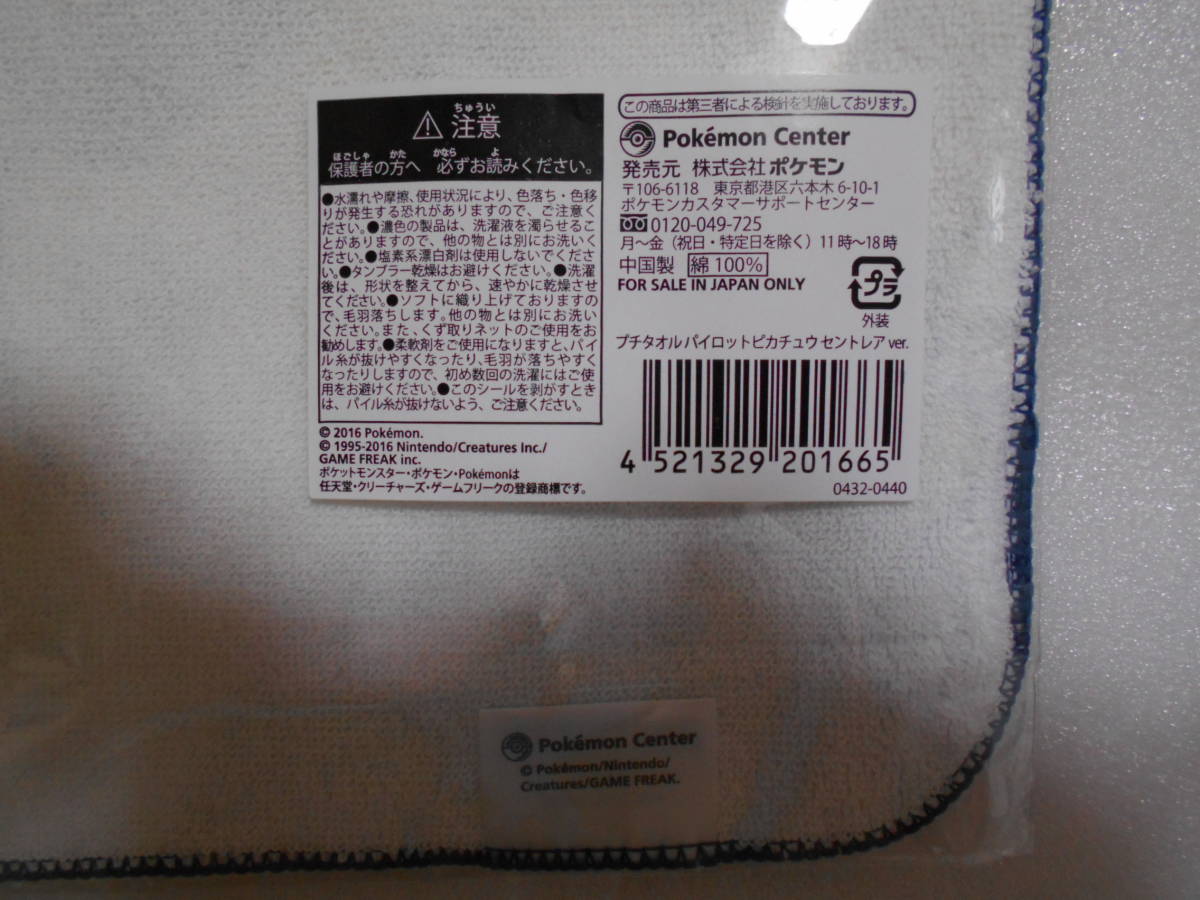 ちゅうい
⚠ 注意
ほごしゃ かた かなら よ
保護者の方へ 必ずお読みください。
●水濡れや摩擦、使用状況により、色落ち・色移
りが発生する恐れがありますので、ご注意く
ださい。●濃色の製品は、洗濯液を濁らせるこ
とがありますので、他の物とは別にお洗いく
ださい。●塩素系漂白剤は使用しないでくださ
い。●タンブラー乾燥はお避けください。●洗濯
後は、形状を整えてから、速やかに乾燥させ
てください。●ソフトに織り上げておりますの
で、毛羽落ちします。他の物とは別にお洗い
ください。また、くず取りネットのご使用をお
勧めします。●柔軟剤をご使用になりますと、パイ
ル糸が抜けやすくなったり、毛羽が落ちやすく
なったりしますので、初め数回の洗濯にはご使
用をお避けください。●このシールを剥がすとき
は、パイル糸が抜けないよう、ご注意ください。
© 2016 Pokémon.
© 1995-2016 Nintendo/Creatures Inc./
GAME FREAK inc.
ポケットモンスター・ポケモン・Pokémonは
任天堂・クリーチャーズ・ゲームフリークの登録商標です。
この商品は第三者による検針を実施しております。
Pokémon Center
発売元 株式会社ポケモン
〒106-6118 東京都港区六本木 6-10-1
ポケモンカスタマーサポートセンター
0120-049-725
月～金（祝日・特定日を除く）11時～18時
中国製 綿 100%
FOR SALE IN JAPAN ONLY
プラ
外装
プチタオル パイロットピカチュウ セントレア ver.
4 521329 201665
0432-0440
Pokémon Center
© Pokémon/Nintendo/
Creatures/GAME FREAK.